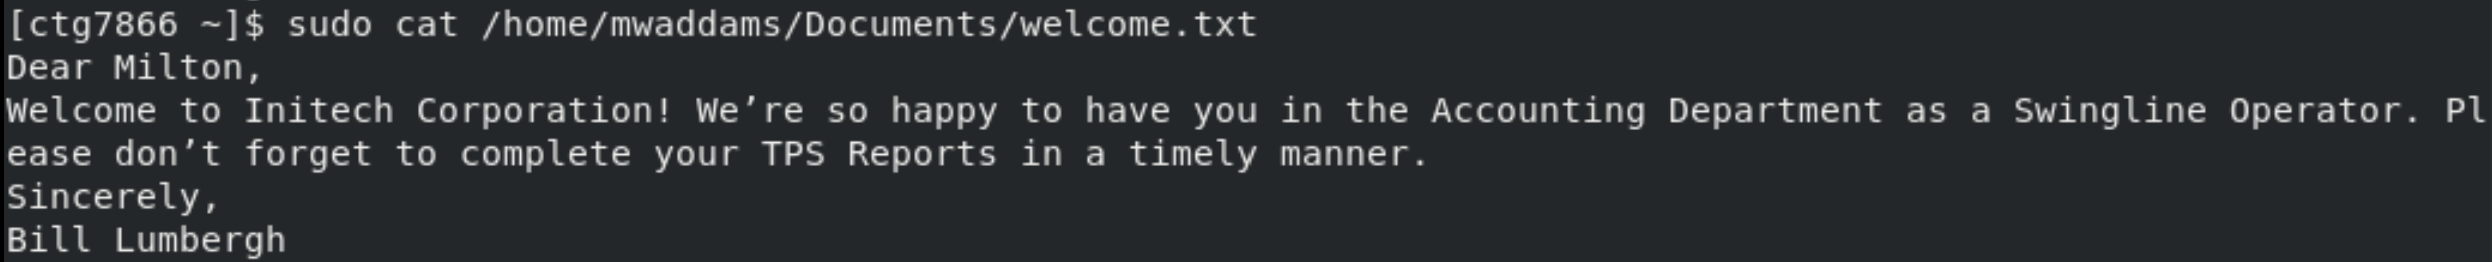 [ctg7866 ~]$ sudo cat /home/mwaddams/Documents/welcome.txt
Dear Milton,
Welcome to Initech Corporation! We’re so happy to have you in the Accounting Department as a Swingline Operator. Pl
ease don’t forget to complete your TPS Reports in a timely manner.
Sincerely,
Bill Lumbergh